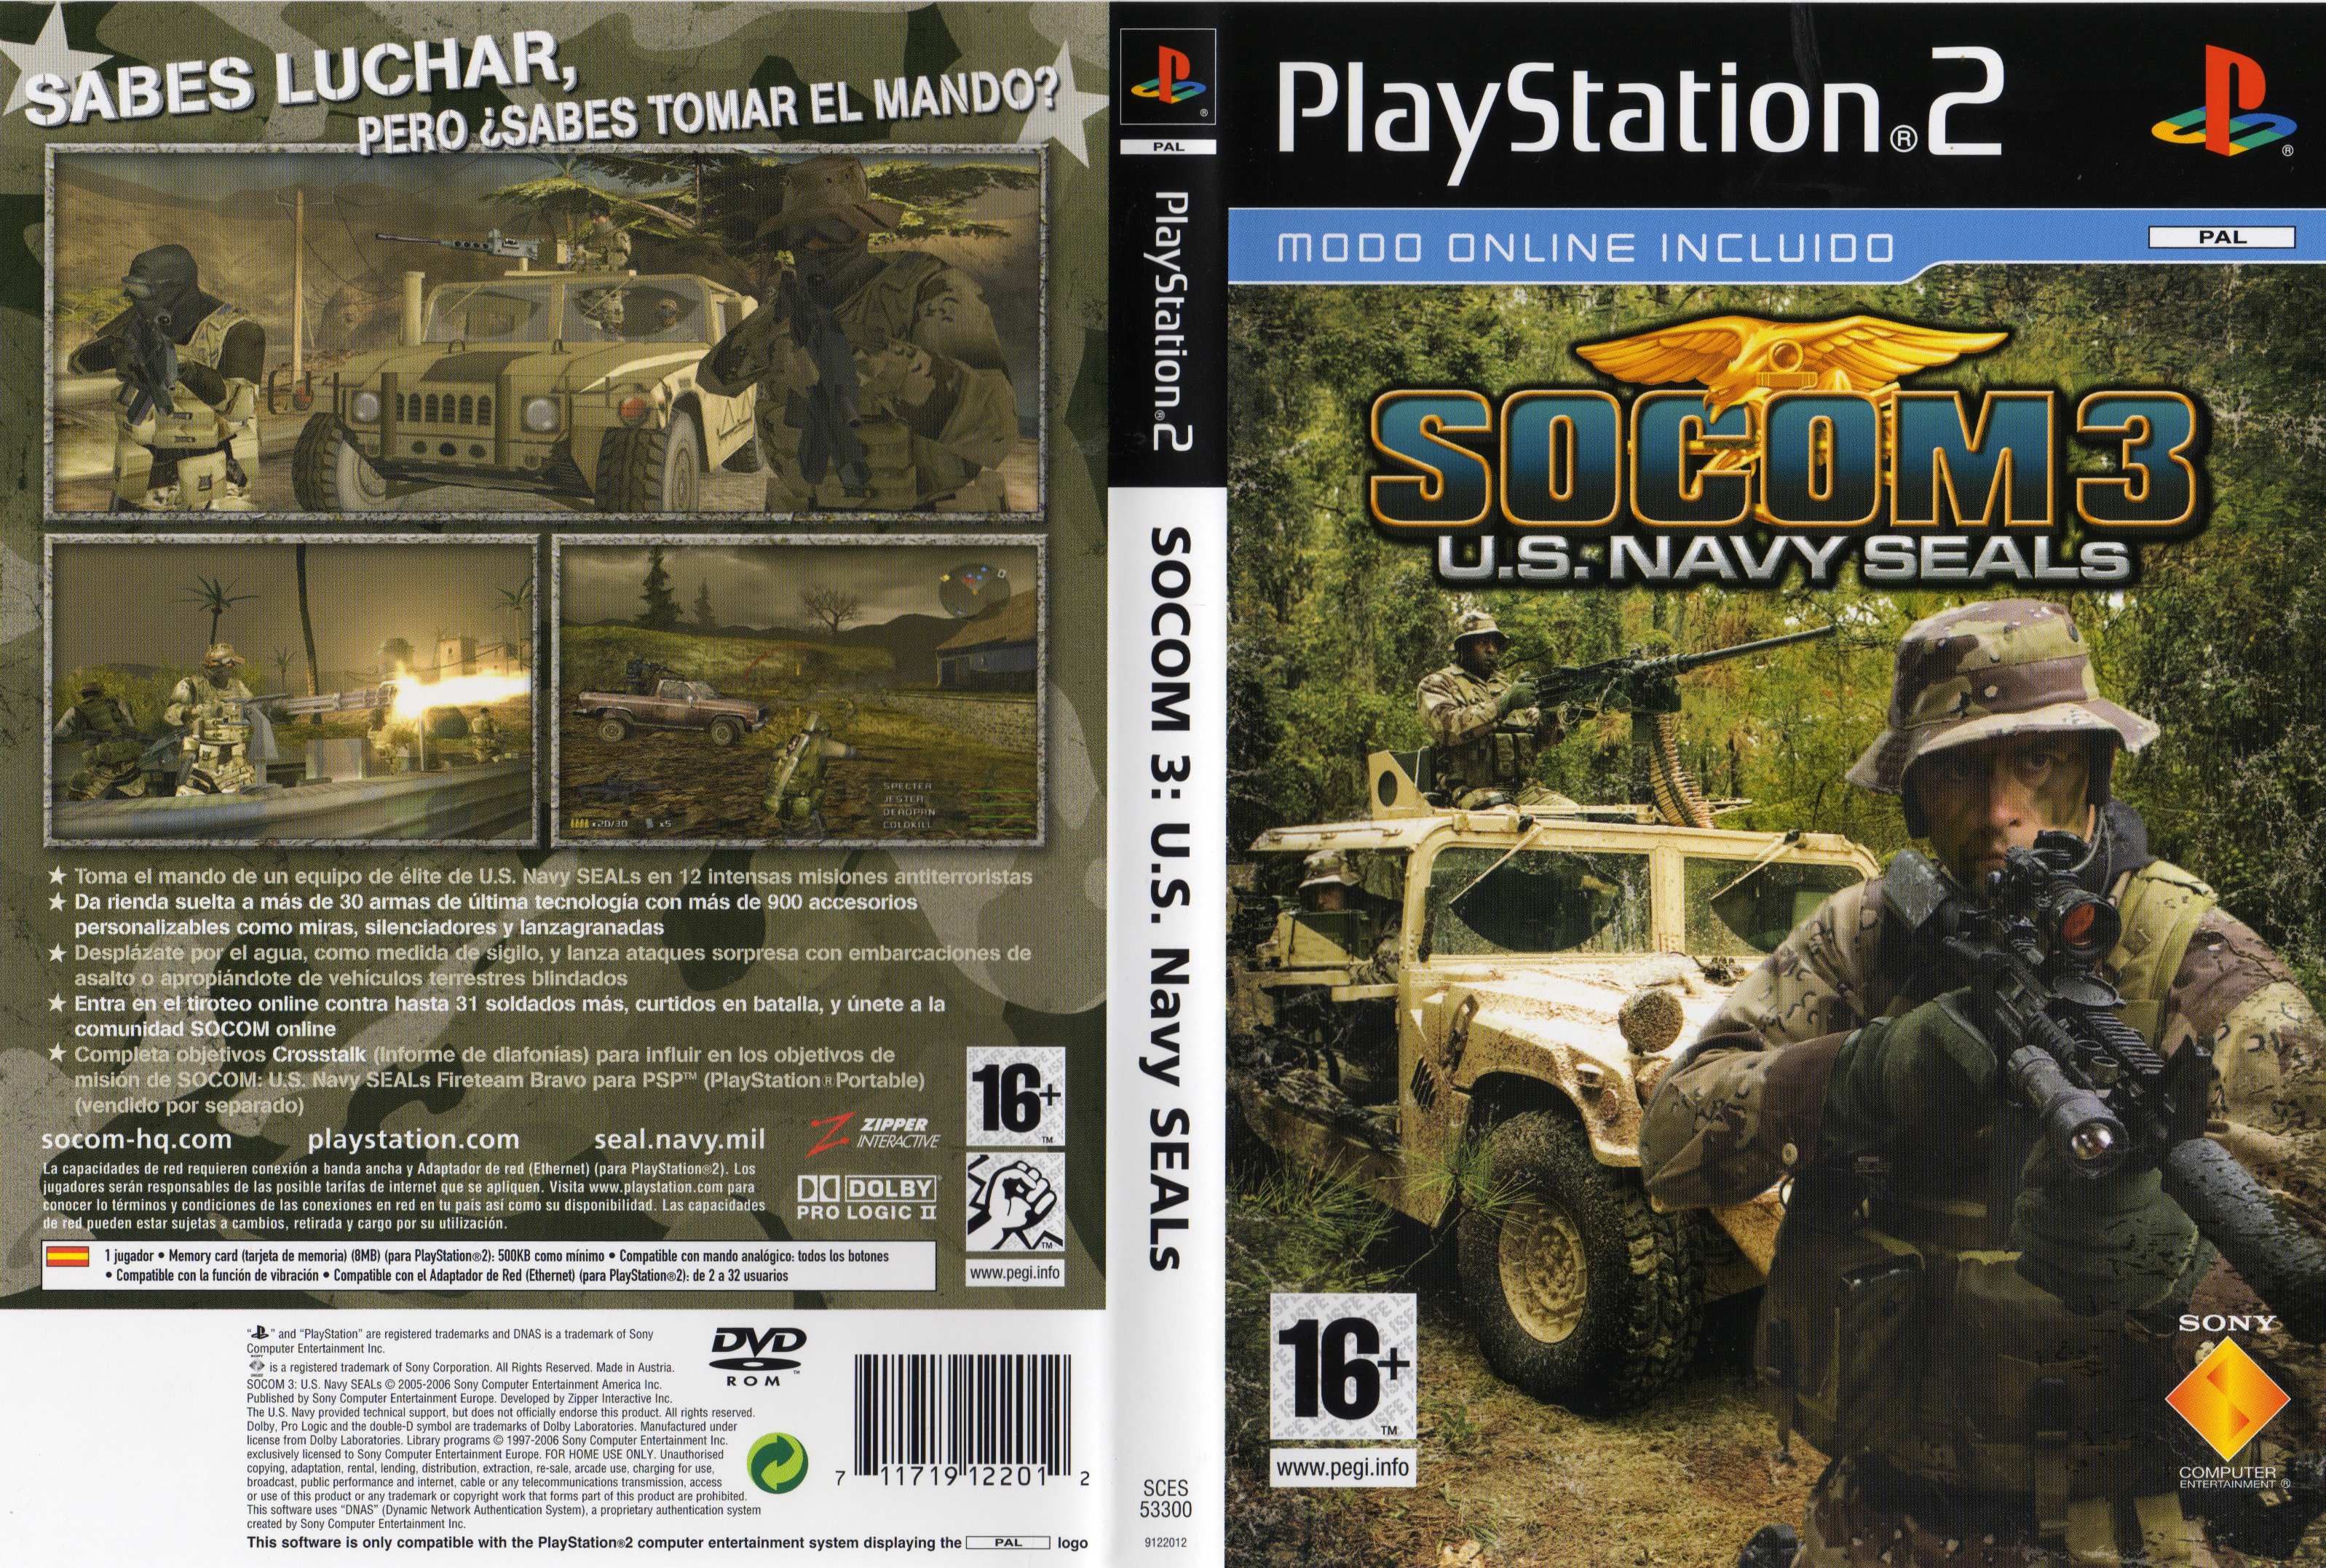 SABES LUCHAR,
PERO ¿SABES TOMAR EL MANDO?
SPECTER
JESTER
DEADPAN
COLDKILL
x20/30 x5
★ Toma el mando de un equipo de élite de U.S. Navy SEALs en 12 intensas misiones antiterroristas
★ Da rienda suelta a más de 30 armas de última tecnología con más de 900 accesorios
personalizables como miras, silenciadores y lanzagranadas
★ Desplázate por el agua, como medida de sigilo, y lanza ataques sorpresa con embarcaciones de
asalto o apropiándote de vehículos terrestres blindados
★ Entra en el tiroteo online contra hasta 31 soldados más, curtidos en batalla, y únete a la
comunidad SOCOM online
★ Completa objetivos Crosstalk (Informe de diafonías) para influir en los objetivos de
misión de SOCOM: U.S. Navy SEALs Fireteam Bravo para PSP™ (PlayStation®Portable)
(vendido por separado)
socom-hq.com playstation.com seal.navy.mil
ZIPPER
INTERACTIVE
16+
™
La capacidades de red requieren conexión a banda ancha y Adaptador de red (Ethernet) (para PlayStation®2). Los
jugadores serán responsables de las posible tarifas de internet que se apliquen. Visita www.playstation.com para
conocer lo términos y condiciones de las conexiones en red en tu país así como su disponibilidad. Las capacidades
de red pueden estar sujetas a cambios, retirada y cargo por su utilización.
DOLBY
PRO LOGIC II
™
www.pegi.info
1 jugador • Memory card (tarjeta de memoria) (8MB) (para PlayStation®2): 500KB como mínimo • Compatible con mando analógico: todos los botones
• Compatible con la función de vibración • Compatible con el Adaptador de Red (Ethernet) (para PlayStation®2): de 2 a 32 usuarios
“ ” and “PlayStation” are registered trademarks and DNAS is a trademark of Sony
Computer Entertainment Inc.
is a registered trademark of Sony Corporation. All Rights Reserved. Made in Austria.
SOCOM 3: U.S. Navy SEALs © 2005-2006 Sony Computer Entertainment America Inc.
Published by Sony Computer Entertainment Europe. Developed by Zipper Interactive Inc.
The U.S. Navy provided technical support, but does not officially endorse this product. All rights reserved.
Dolby, Pro Logic and the double-D symbol are trademarks of Dolby Laboratories. Manufactured under
license from Dolby Laboratories. Library programs © 1997-2006 Sony Computer Entertainment Inc.
exclusively licensed to Sony Computer Entertainment Europe. FOR HOME USE ONLY. Unauthorised
copying, adaptation, rental, lending, distribution, extraction, re-sale, arcade use, charging for use,
broadcast, public performance and internet, cable or any telecommunications transmission, access
or use of this product or any trademark or copyright work that forms part of this product are prohibited.
This software uses “DNAS” (Dynamic Network Authentication System), a proprietary authentication system
created by Sony Computer Entertainment Inc.
This software is only compatible with the PlayStation®2 computer entertainment system displaying the PAL logo
DVD
ROM
7 11719 12201 2
®
PAL
PlayStation®2
SOCOM 3: U.S. Navy SEALs
SCES
53300
9122012
PlayStation®2
®
MODO ONLINE INCLUIDO
PAL
SOCOM 3
U.S. NAVY SEALs
16+
™
www.pegi.info
SONY
COMPUTER
ENTERTAINMENT ®